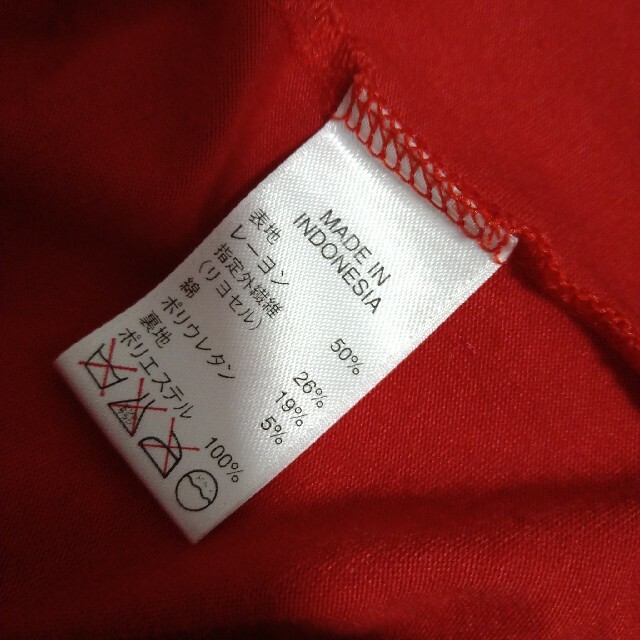 MADE IN
INDONESIA
表地
レーヨン 50%
指定外繊維
(リヨセル) 26%
綿 19%
ポリウレタン 5%
裏地
ポリエステル 100%